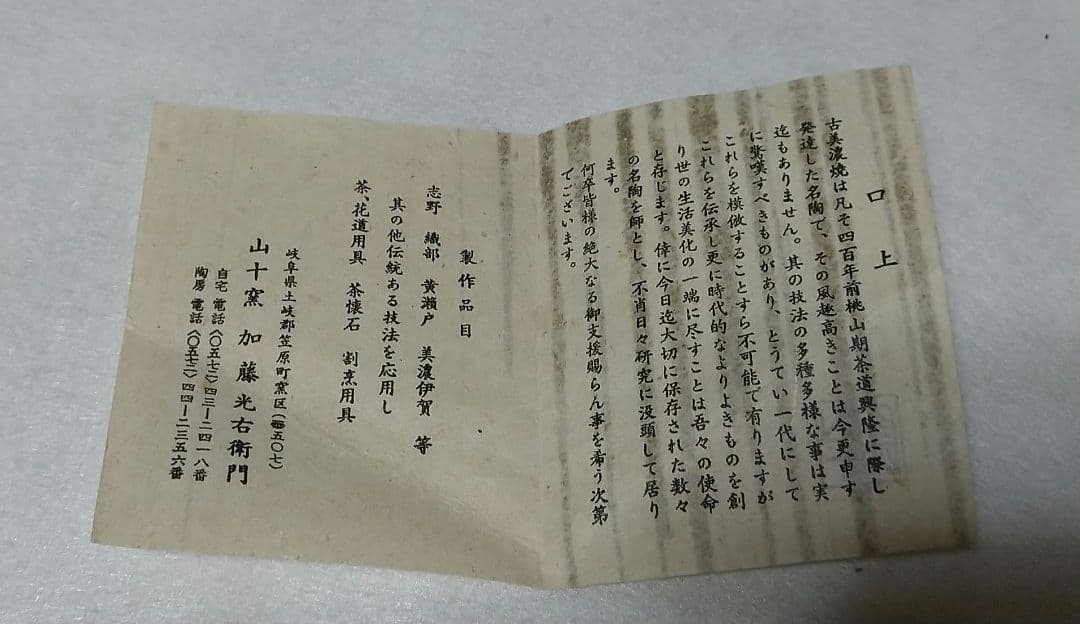 口上
古美濃焼は凡そ四百年前桃山期茶道興隆に際し
発達した名陶で、その風趣高きことは今更申す
迄もありません。其の技法の多種多様な事は実
に驚嘆すべきものがあり、とうてい一代にして
これらを模倣することすら不可能で有りますが
これらを伝承し更に時代的なよりよきものを創
り世の生活美化の一端に尽すことは吾々の使命
と存じます。倖に今日迄大切に保存された数々
の名陶を師とし、不肖日々研究に没頭して居り
ます。
何卒皆様の絶大なる御支援賜らん事を希う次第
でございます。
製作品目
志野 織部 黄瀬戸 美濃伊賀 等
其の他伝統ある技法を応用し
茶、花道用具 茶懐石 割烹用具
岐阜県土岐郡笠原町窯区(〒五〇七)
山十窯 加藤光右衛門
自宅 電話〈〇五七二〉四三ー二四一八番
陶房 電話〈〇五七二〉四四ー二三五六番